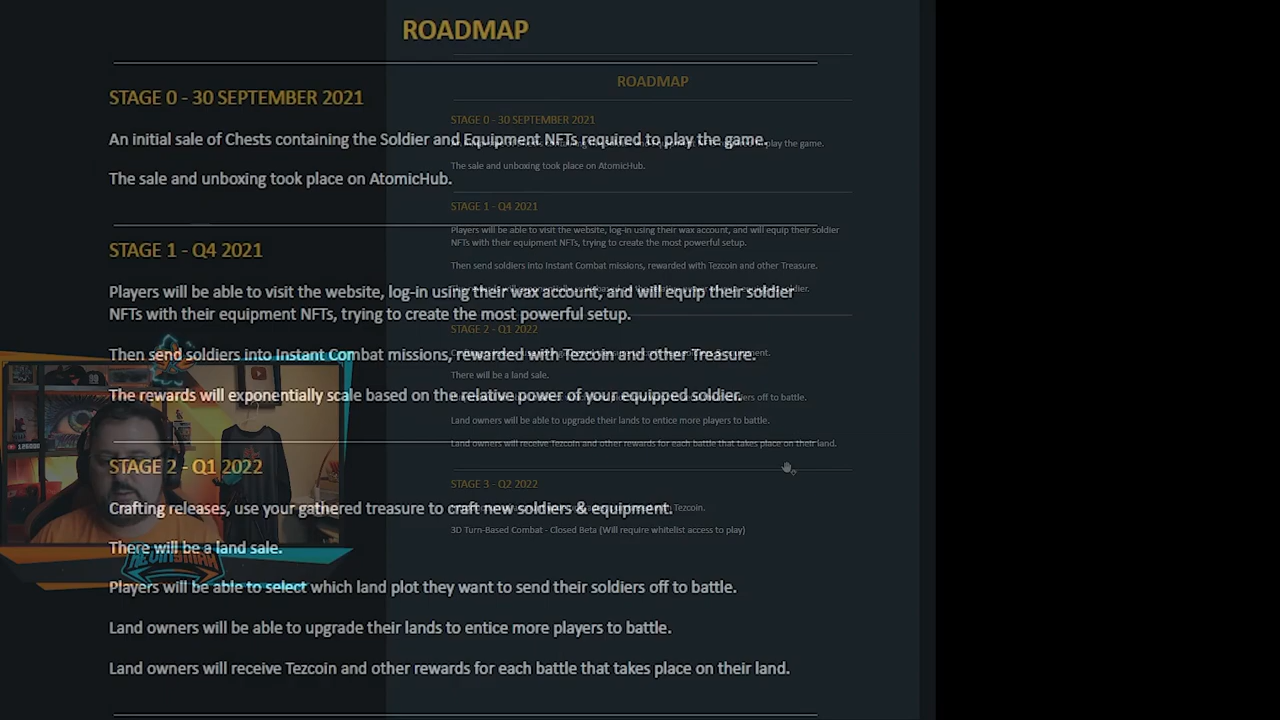 ROADMAP
STAGE 0 - 30 SEPTEMBER 2021
An initial sale of Chests containing the Soldier and Equipment NFTs required to play the game.
The sale and unboxing took place on AtomicHub.
STAGE 1 - Q4 2021
Players will be able to visit the website, log-in using their wax account, and will equip their soldier
NFTs with their equipment NFTs, trying to create the most powerful setup.
Then send soldiers into Instant Combat missions, rewarded with Tezcoin and other Treasure.
The rewards will exponentially scale based on the relative power of your equipped soldier.
STAGE 2 - Q1 2022
Crafting releases, use your gathered treasure to craft new soldiers & equipment.
There will be a land sale.
Players will be able to select which land plot they want to send their soldiers off to battle.
Land owners will be able to upgrade their lands to entice more players to battle.
Land owners will receive Tezcoin and other rewards for each battle that takes place on their land.
ROADMAP
STAGE 0 - 30 SEPTEMBER 2021
play the game.
The sale and unboxing took place on AtomicHub.
STAGE 1 - Q4 2021
Players will be able to visit the website, log-in using their wax account, and will equip their soldier
NFTs with their equipment NFTs, trying to create the most powerful setup.
Then send soldiers into Instant Combat missions, rewarded with Tezcoin and other Treasure.
STAGE 2 - Q1 2022
There will be a land sale.
off to battle.
Land owners will be able to upgrade their lands to entice more players to battle.
Land owners will receive Tezcoin and other rewards for each battle that takes place on their land.
STAGE 3 - Q2 2022
Tezcoin.
3D Turn-Based Combat - Closed Beta (Will require whitelist access to play)